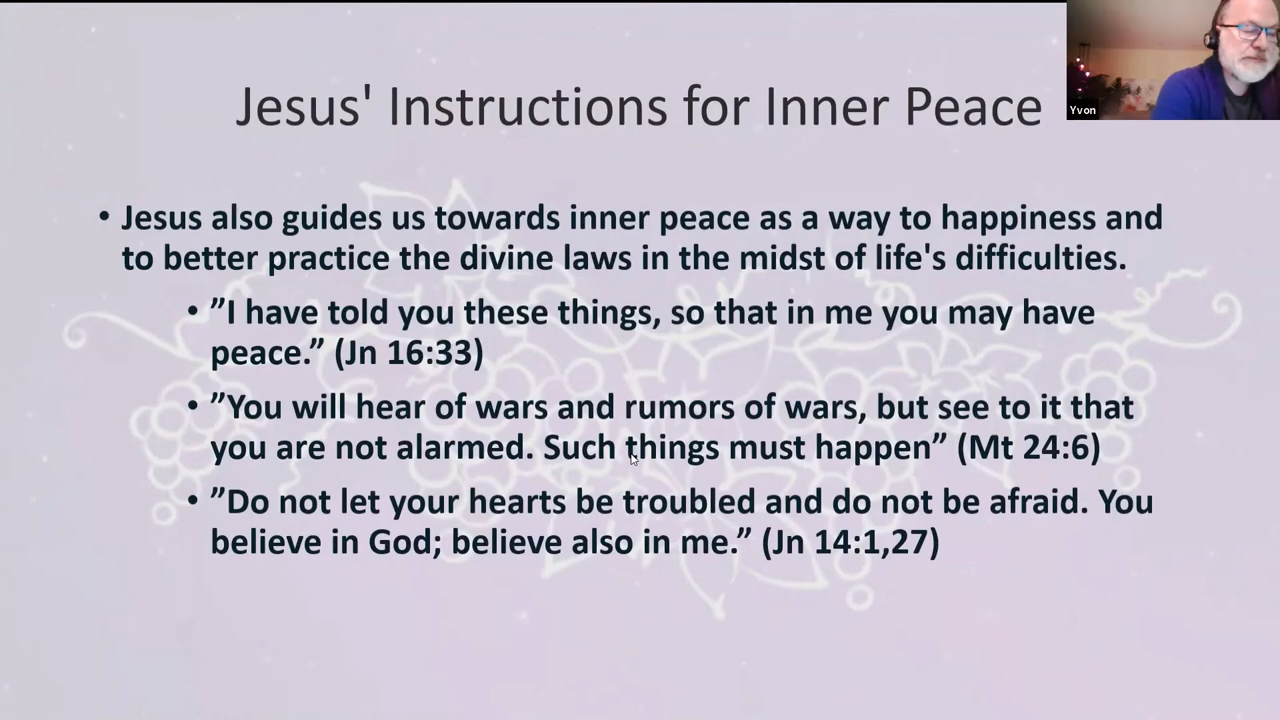 Jesus' Instructions for Inner Peace
Yvon
• Jesus also guides us towards inner peace as a way to happiness and
to better practice the divine laws in the midst of life's difficulties.
• ”I have told you these things, so that in me you may have
peace.” (Jn 16:33)
• ”You will hear of wars and rumors of wars, but see to it that
you are not alarmed. Such things must happen” (Mt 24:6)
• ”Do not let your hearts be troubled and do not be afraid. You
believe in God; believe also in me.” (Jn 14:1,27)